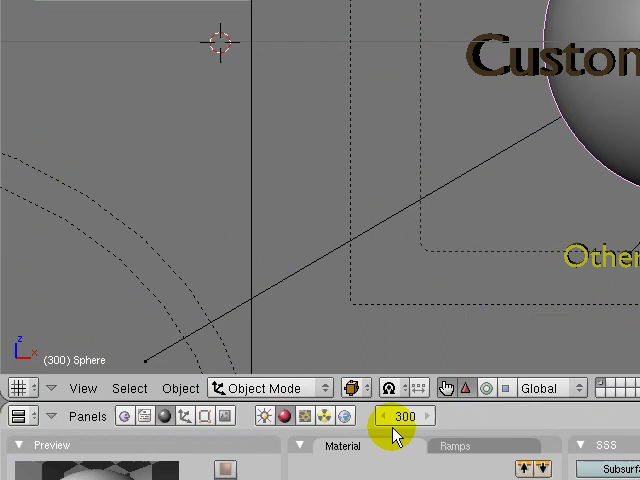 Custom
Other
z
x
(300) Sphere
View Select Object Object Mode Global
Panels 300
Preview Material Ramps SSS
Subsurf